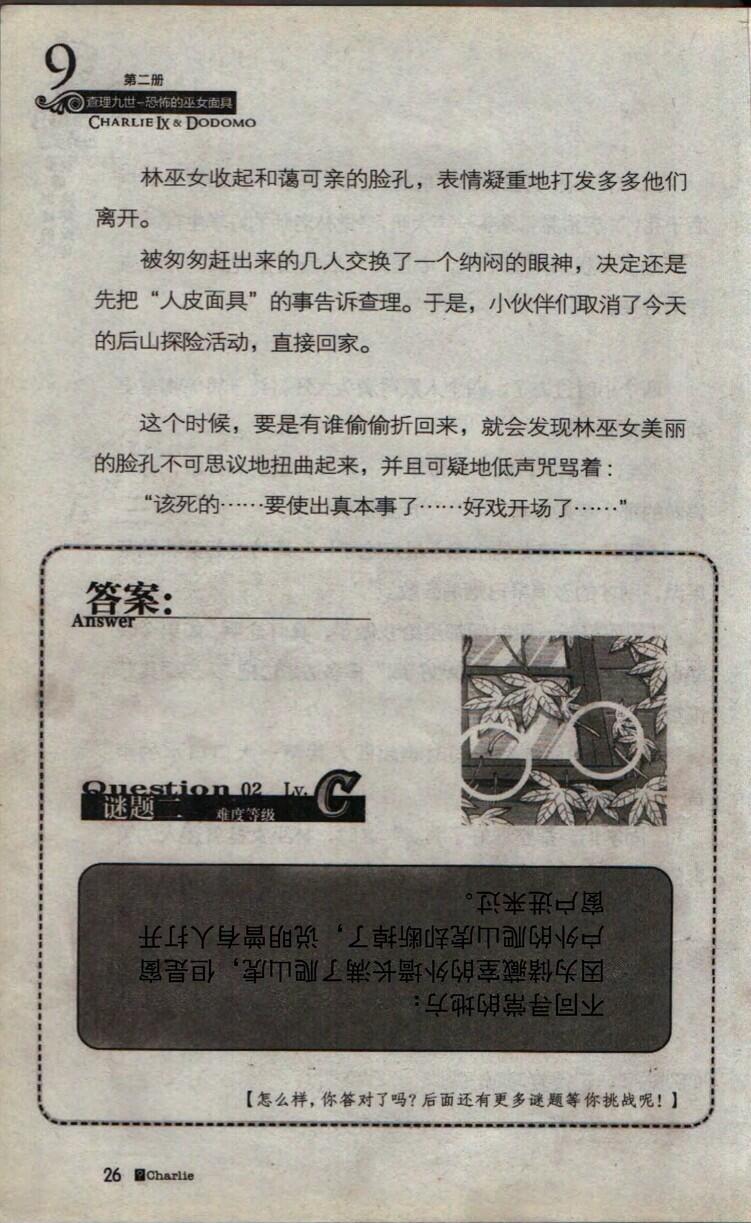 9
第二册
查理九世-恐怖的巫女面具
CHARLIE IX & DODOMO
林巫女收起和蔼可亲的脸孔，表情凝重地打发多多他们
离开。
被匆匆赶出来的几人交换了一个纳闷的眼神，决定还是
先把“人皮面具”的事告诉查理。于是，小伙伴们取消了今天
的后山探险活动，直接回家。
这个时候，要是有谁偷偷折回来，就会发现林巫女美丽
的脸孔不可思议地扭曲起来，并且可疑地低声咒骂着：
“该死的……要使出真本事了……好戏开场了……”
答案：
Answer
Question 02 Lv. C
谜题二 难度等级
不同寻常的地方：
因为储藏室的外墙长满了爬山虎，但是窗
户外的爬山虎却断掉了，说明曾有人打开
窗户进来过。
【怎么样，你答对了吗？后面还有更多谜题等你挑战呢！】
26 Charlie